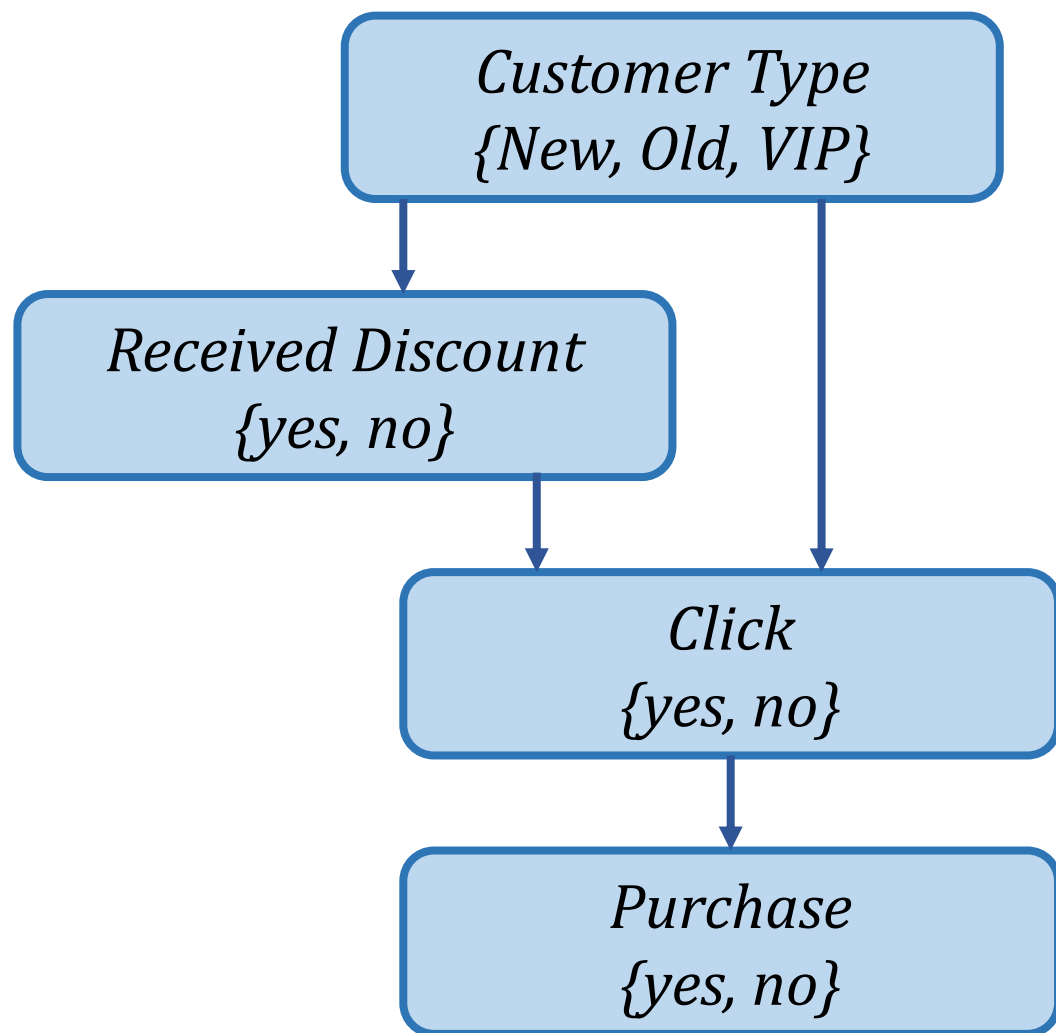 Customer Type
{New, Old, VIP}
Received Discount
{yes, no}
Click
{yes, no}
Purchase
{yes, no}